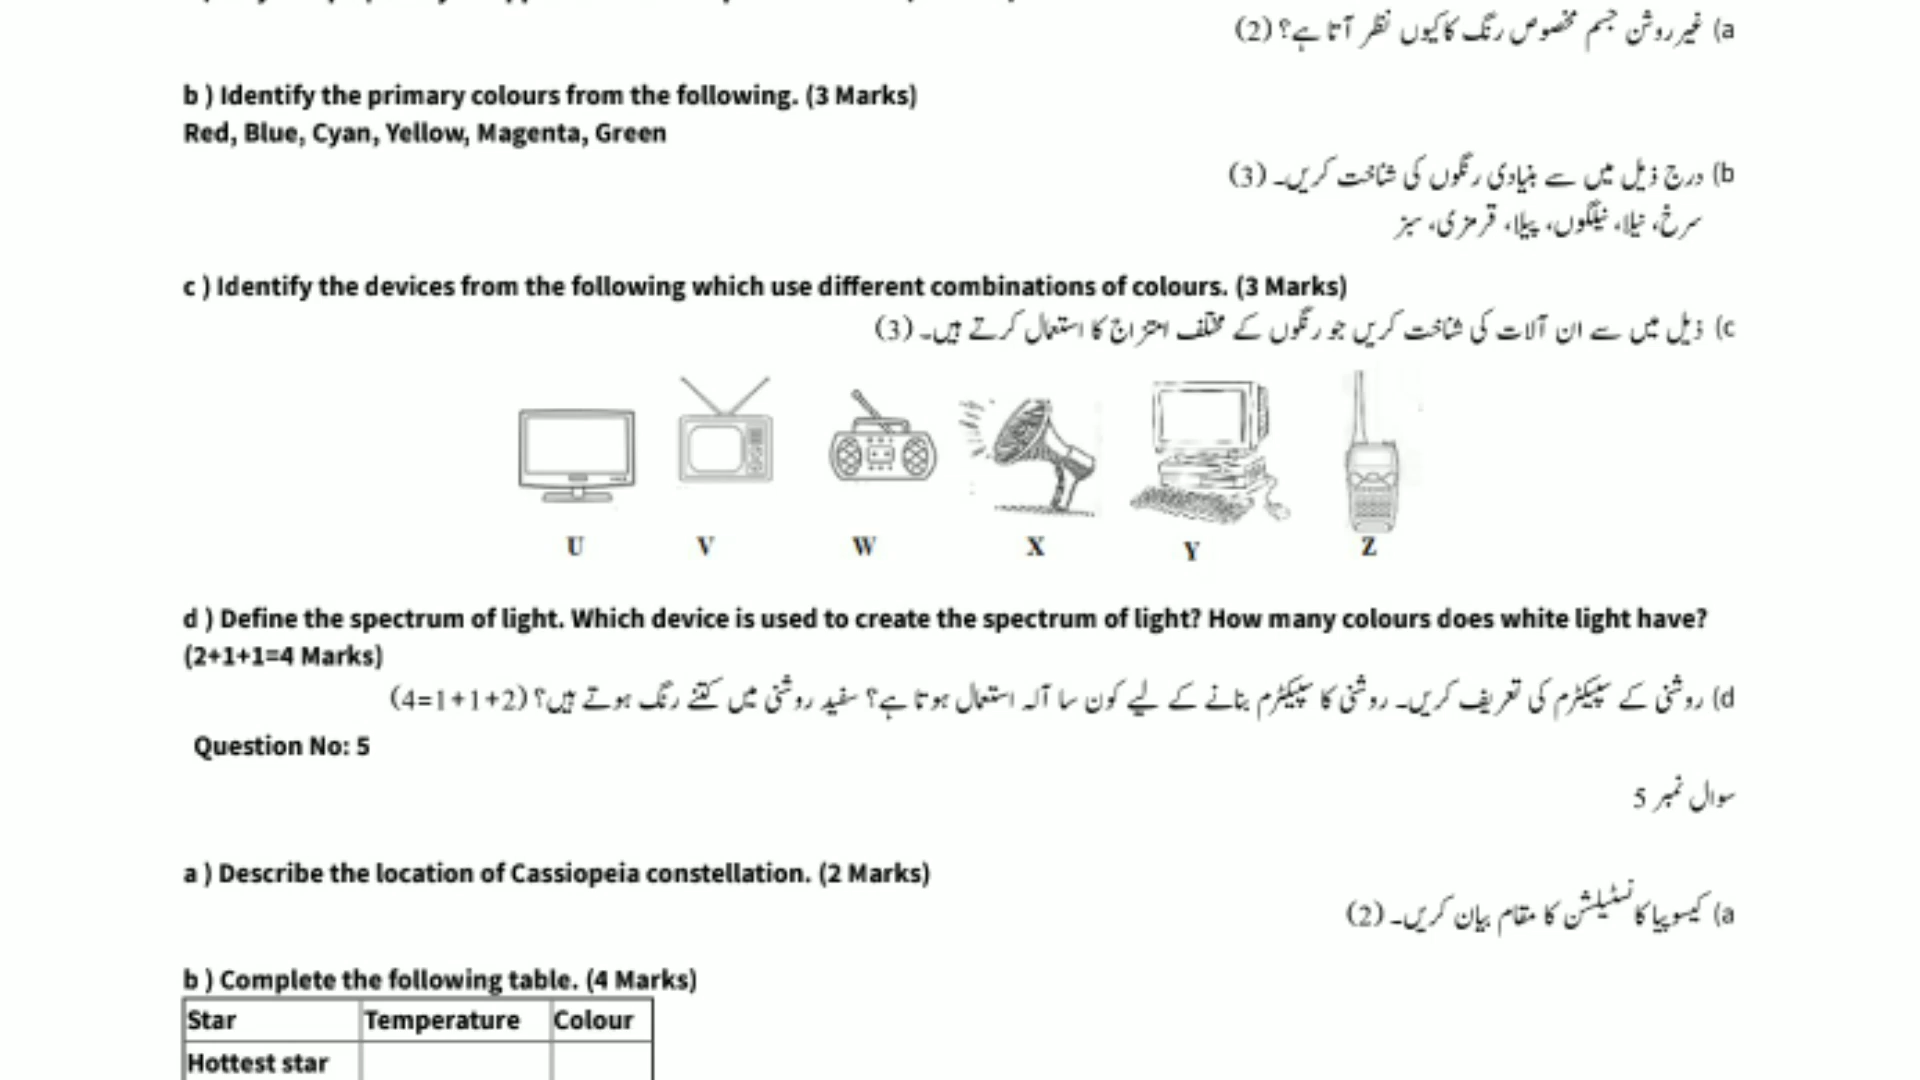 a) غیر روشن جسم مخصوص رنگ کا کیوں نظر آتا ہے؟ (2)
b ) Identify the primary colours from the following. (3 Marks)
Red, Blue, Cyan, Yellow, Magenta, Green
b) درج ذیل میں سے بنیادی رنگوں کی شناخت کریں۔ (3)
سرخ، نیلا، نیلگوں، پیلا، قرمزی، سبز
c ) Identify the devices from the following which use different combinations of colours. (3 Marks)
c) ذیل میں سے ان آلات کی شناخت کریں جو رنگوں کے مختلف امتزاج کا استعمال کرتے ہیں۔ (3)
U V W X Y Z
d ) Define the spectrum of light. Which device is used to create the spectrum of light? How many colours does white light have?
(2+1+1=4 Marks)
d) روشنی کے سپیکٹرم کی تعریف کریں۔ روشنی کا سپیکٹرم بنانے کے لیے کون سا آلہ استعمال ہوتا ہے؟ سفید روشنی میں کتنے رنگ ہوتے ہیں؟ (2+1+1=4)
Question No: 5
سوال نمبر 5
a ) Describe the location of Cassiopeia constellation. (2 Marks)
a) کیسوپیا کانسٹیلیشن کا مقام بیان کریں۔ (2)
b ) Complete the following table. (4 Marks)
Star Temperature Colour
Hottest star